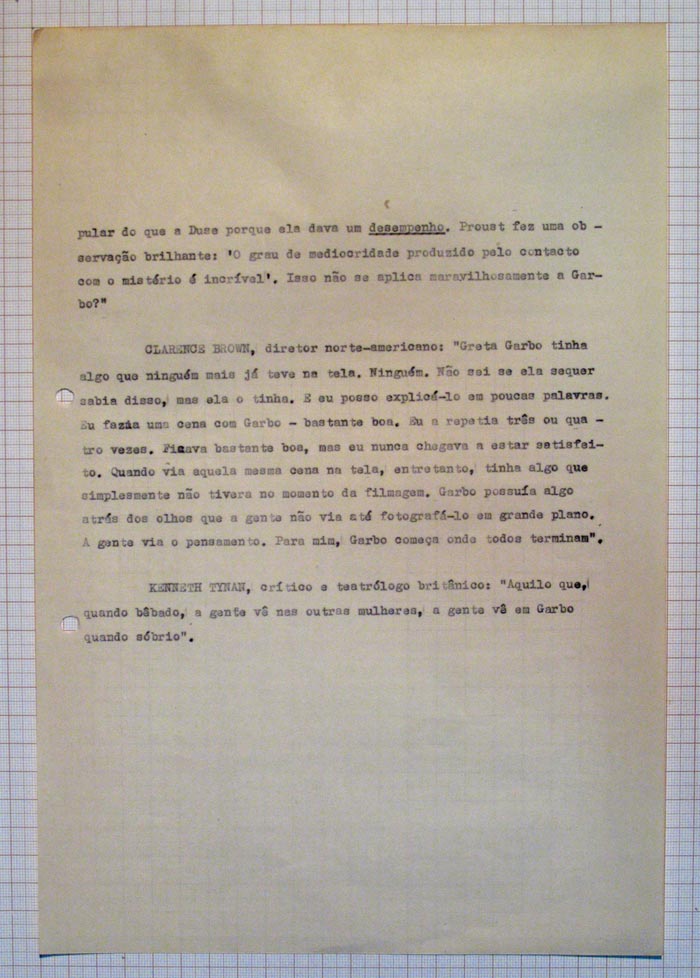 pular do que a Duse porque ela dava um desempenho. Proust fez uma ob -
servação brilhante: 'O grau de mediocridade produzido pelo contacto
com o mistério é incrível'. Isso não se aplica maravilhosamente a Gar-
bo?"
CLARENCE BROWN, diretor norte-americano: "Greta Garbo tinha
algo que ninguém mais já teve na tela. Ninguém. Não sei se ela sequer
sabia disso, mas ela o tinha. E eu posso explicá-lo em poucas palavras.
Eu fazia uma cena com Garbo - bastante boa. Eu a repetia três ou qua -
tro vezes. Ficava bastante boa, mas eu nunca chegava a estar satisfei-
to. Quando via aquela mesma cena na tela, entretanto, tinha algo que
simplesmente não tivera no momento da filmagem. Garbo possuía algo
atrás dos olhos que a gente não via até fotografá-lo em grande plano.
A gente via o pensamento. Para mim, Garbo começa onde todos terminam".
KENNETH TYNAN, crítico e teatrólogo britânico: "Aquilo que,
quando bâbado, a gente vê nas outras mulheres, a gente vê em Garbo
quando sóbrio".